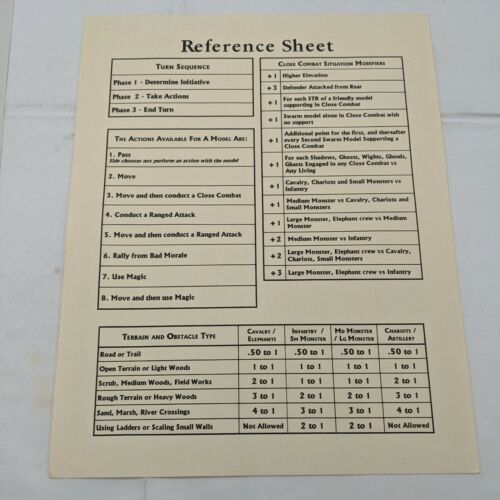 Reference Sheet
TURN SEQUENCE
Phase 1 - Determine Initiative
Phase 2 - Take Actions
Phase 3 - End Turn
THE ACTIONS AVAILABLE FOR A MODEL ARE:
1. Pass
Side chooses not perform an action with the model
2. Move
3. Move and then conduct a Close Combat
4. Conduct a Ranged Attack
5. Move and then conduct a Ranged Attack
6. Rally from Bad Morale
7. Use Magic
8. Move and then use Magic
CLOSE COMBAT SITUATION MODIFIERS
+1 Higher Elevation
+3 Defender Attacked from Rear
+1 For each STR of a friendly model
supporting in Close Combat
+1 Swarm model alone in Close Combat with
no support
+1 Additional point for the first, and thereafter
every Second Swarm Model Supporting a
Close Combat
+1 For each Shadows, Ghosts, Wights, Ghouls,
Ghasts Engaged in any Close Combat vs
Any Living
+1 Cavalry, Chariots and Small Monsters vs
Infantry
+1 Medium Monster vs Cavalry, Chariots and
Small Monsters
+1 Large Monster, Elephant crew vs Medium
Monster
+2 Medium Monster vs Infantry
+2 Large Monster, Elephant crew vs Cavalry,
Chariots, Small Monsters
+3 Large Monster, Elephant crew vs Infantry
TERRAIN AND OBSTACLE TYPE CAVALRY / ELEPHANTS INFANTRY / SM MONSTER MD MONSTER / LG MONSTER CHARIOTS / ARTILLERY
Road or Trail .50 to 1 .50 to 1 .50 to 1 .50 to 1
Open Terrain or Light Woods 1 to 1 1 to 1 1 to 1 1 to 1
Scrub, Medium Woods, Field Works 2 to 1 1 to 1 1 to 1 2 to 1
Rough Terrain or Heavy Woods 3 to 1 2 to 1 2 to 1 3 to 1
Sand, Marsh, River Crossings 4 to 1 3 to 1 3 to 1 4 to 1
Using Ladders or Scaling Small Walls Not Allowed 2 to 1 2 to 1 Not Allowed